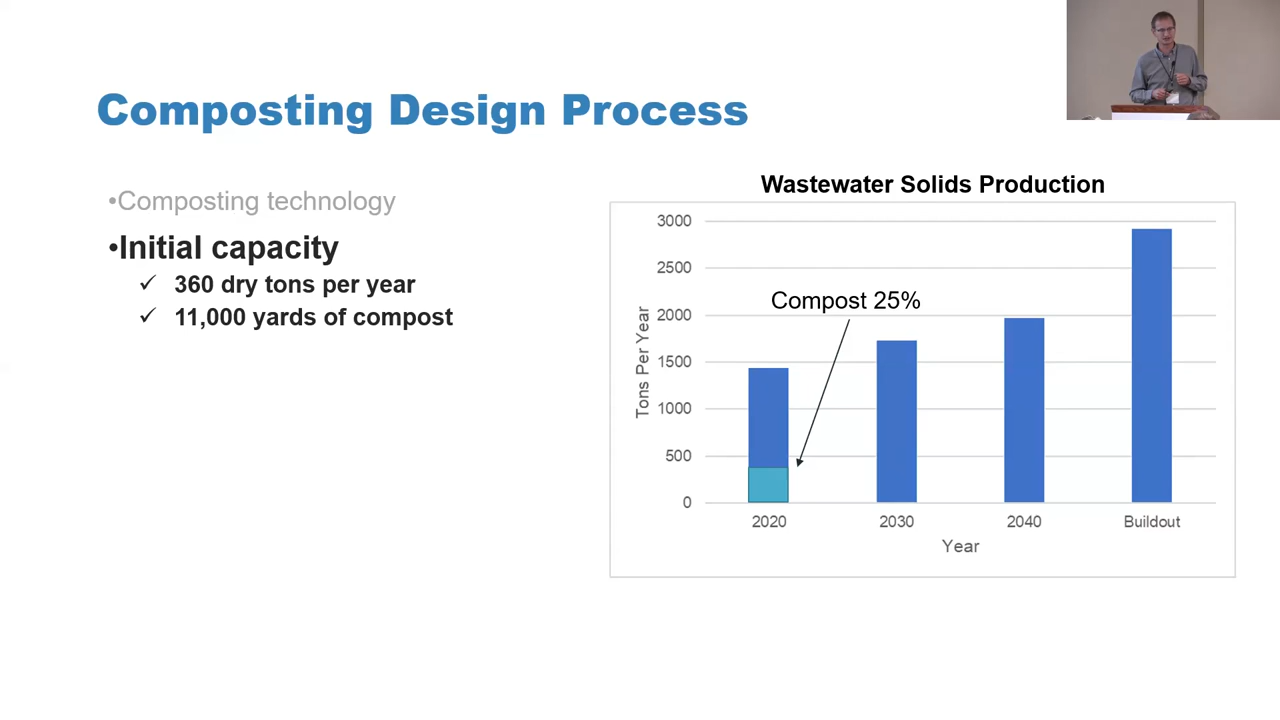 Composting Design Process
•Composting technology
•Initial capacity
✓ 360 dry tons per year
✓ 11,000 yards of compost
Wastewater Solids Production
3000
2500
2000
1500
1000
500
0
Tons Per Year
Compost 25%
2020 2030 2040 Buildout
Year